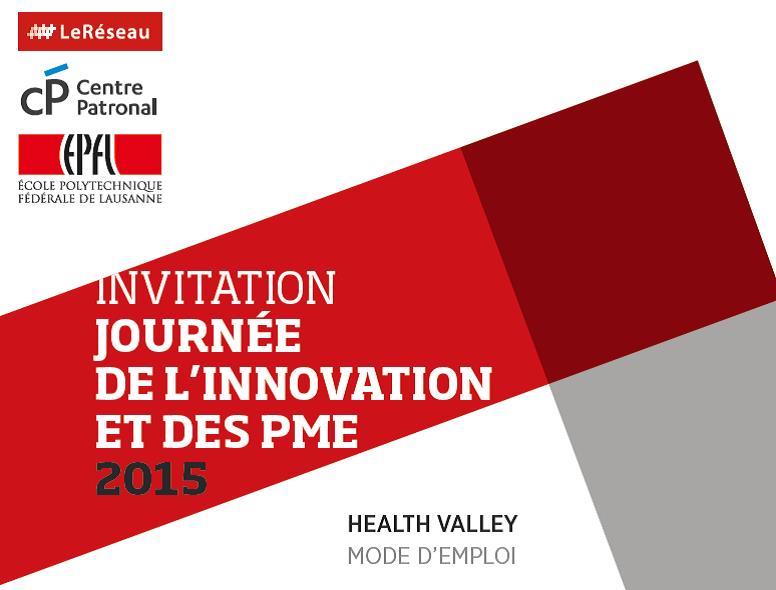 LeRéseau
cP Centre
Patronal
EPFL
ÉCOLE POLYTECHNIQUE
FÉDÉRALE DE LAUSANNE
INVITATION
JOURNÉE
DE L'INNOVATION
ET DES PME
2015
HEALTH VALLEY
MODE D'EMPLOI